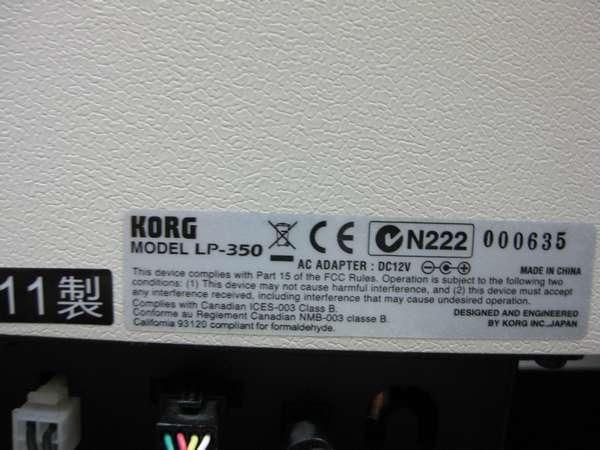 KORG
MODEL LP-350
CE
N222
000635
AC ADAPTER : DC12V
MADE IN CHINA
This device complies with Part 15 of the FCC Rules. Operation is subject to the following two
conditions: (1) This device may not cause harmful interference, and (2) this device must accept
any interference received, including interference that may cause undesired operation.
Complies with Canadian ICES-003 Class B.
Conforme au Reglement Canadian NMB-003 classe B.
California 93120 compliant for formaldehyde.
DESIGNED AND ENGINEERED
BY KORG INC.,JAPAN
11製